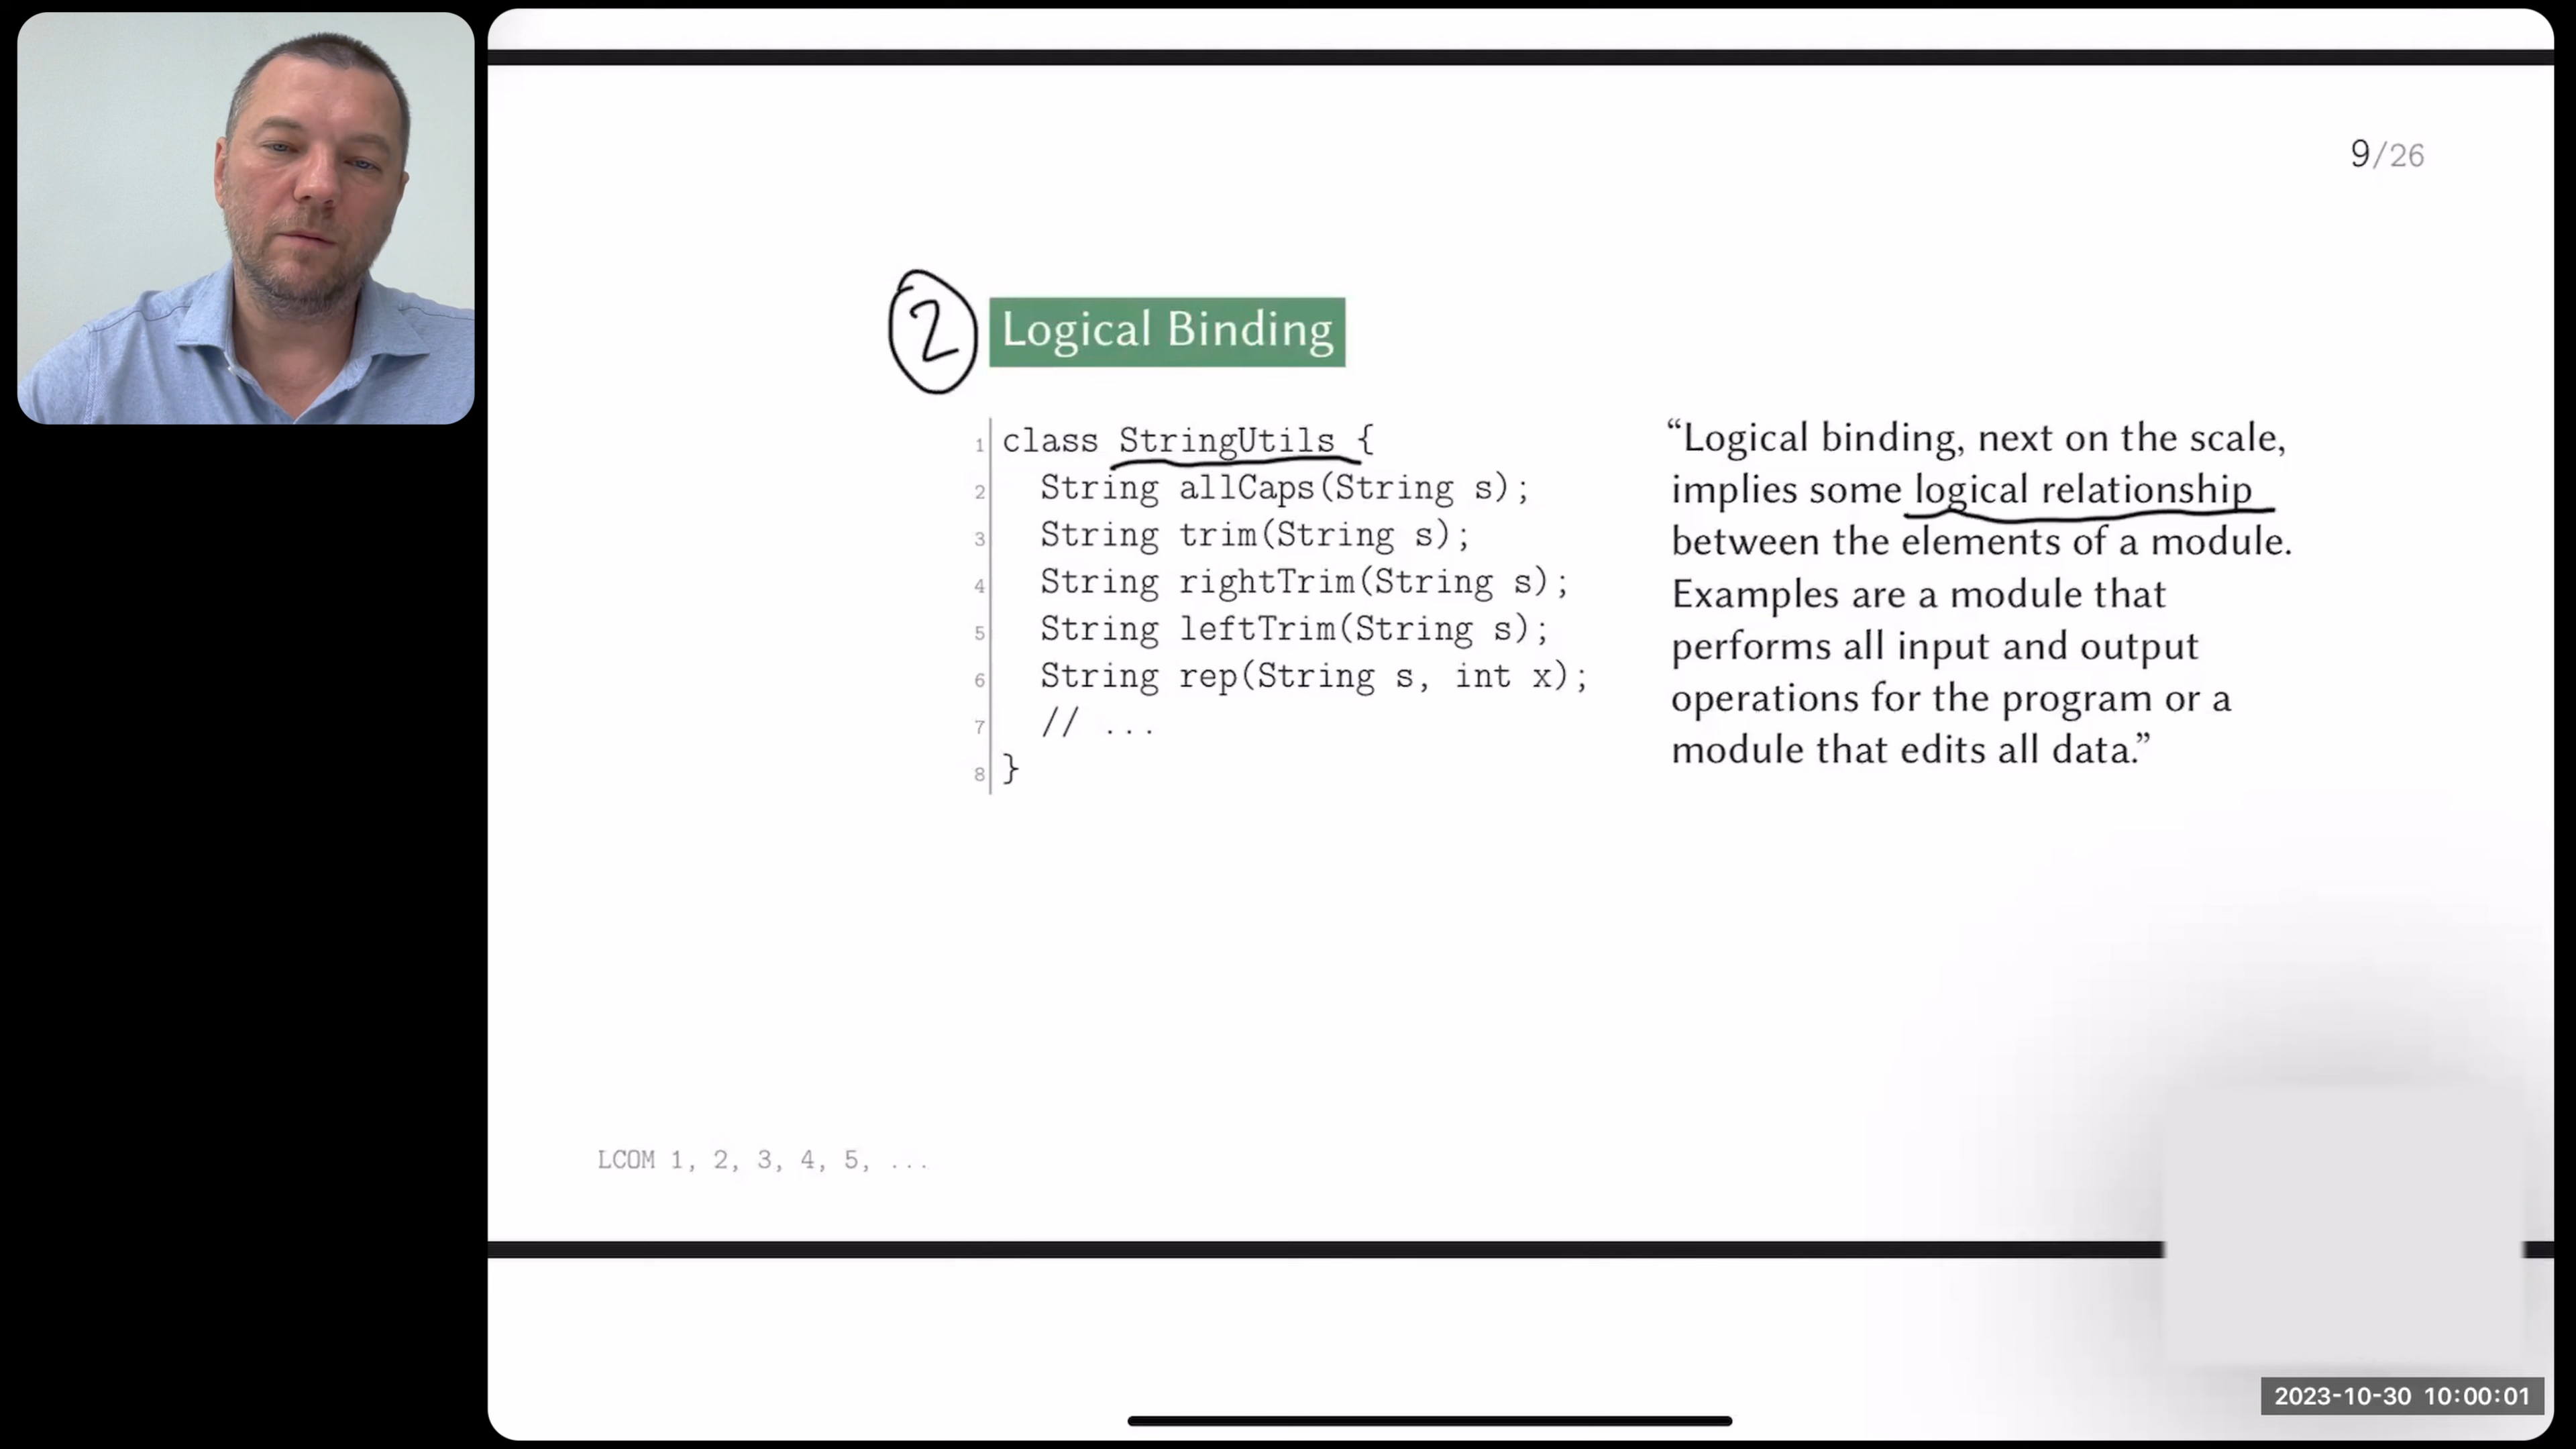 9/26
2 Logical Binding
1 class StringUtils {
2 String allCaps(String s);
3 String trim(String s);
4 String rightTrim(String s);
5 String leftTrim(String s);
6 String rep(String s, int x);
7 // ...
8 }
“Logical binding, next on the scale,
implies some logical relationship
between the elements of a module.
Examples are a module that
performs all input and output
operations for the program or a
module that edits all data.”
LCOM 1, 2, 3, 4, 5, ...
2023-10-30 10:00:01